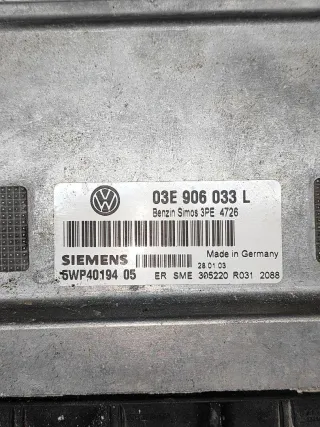 03E 906 033 L
Benzin Simos 3PE 4726
SIEMENS
Made in Germany
28 01 03
5WP40194 05
ER SME 305220 R031 2088